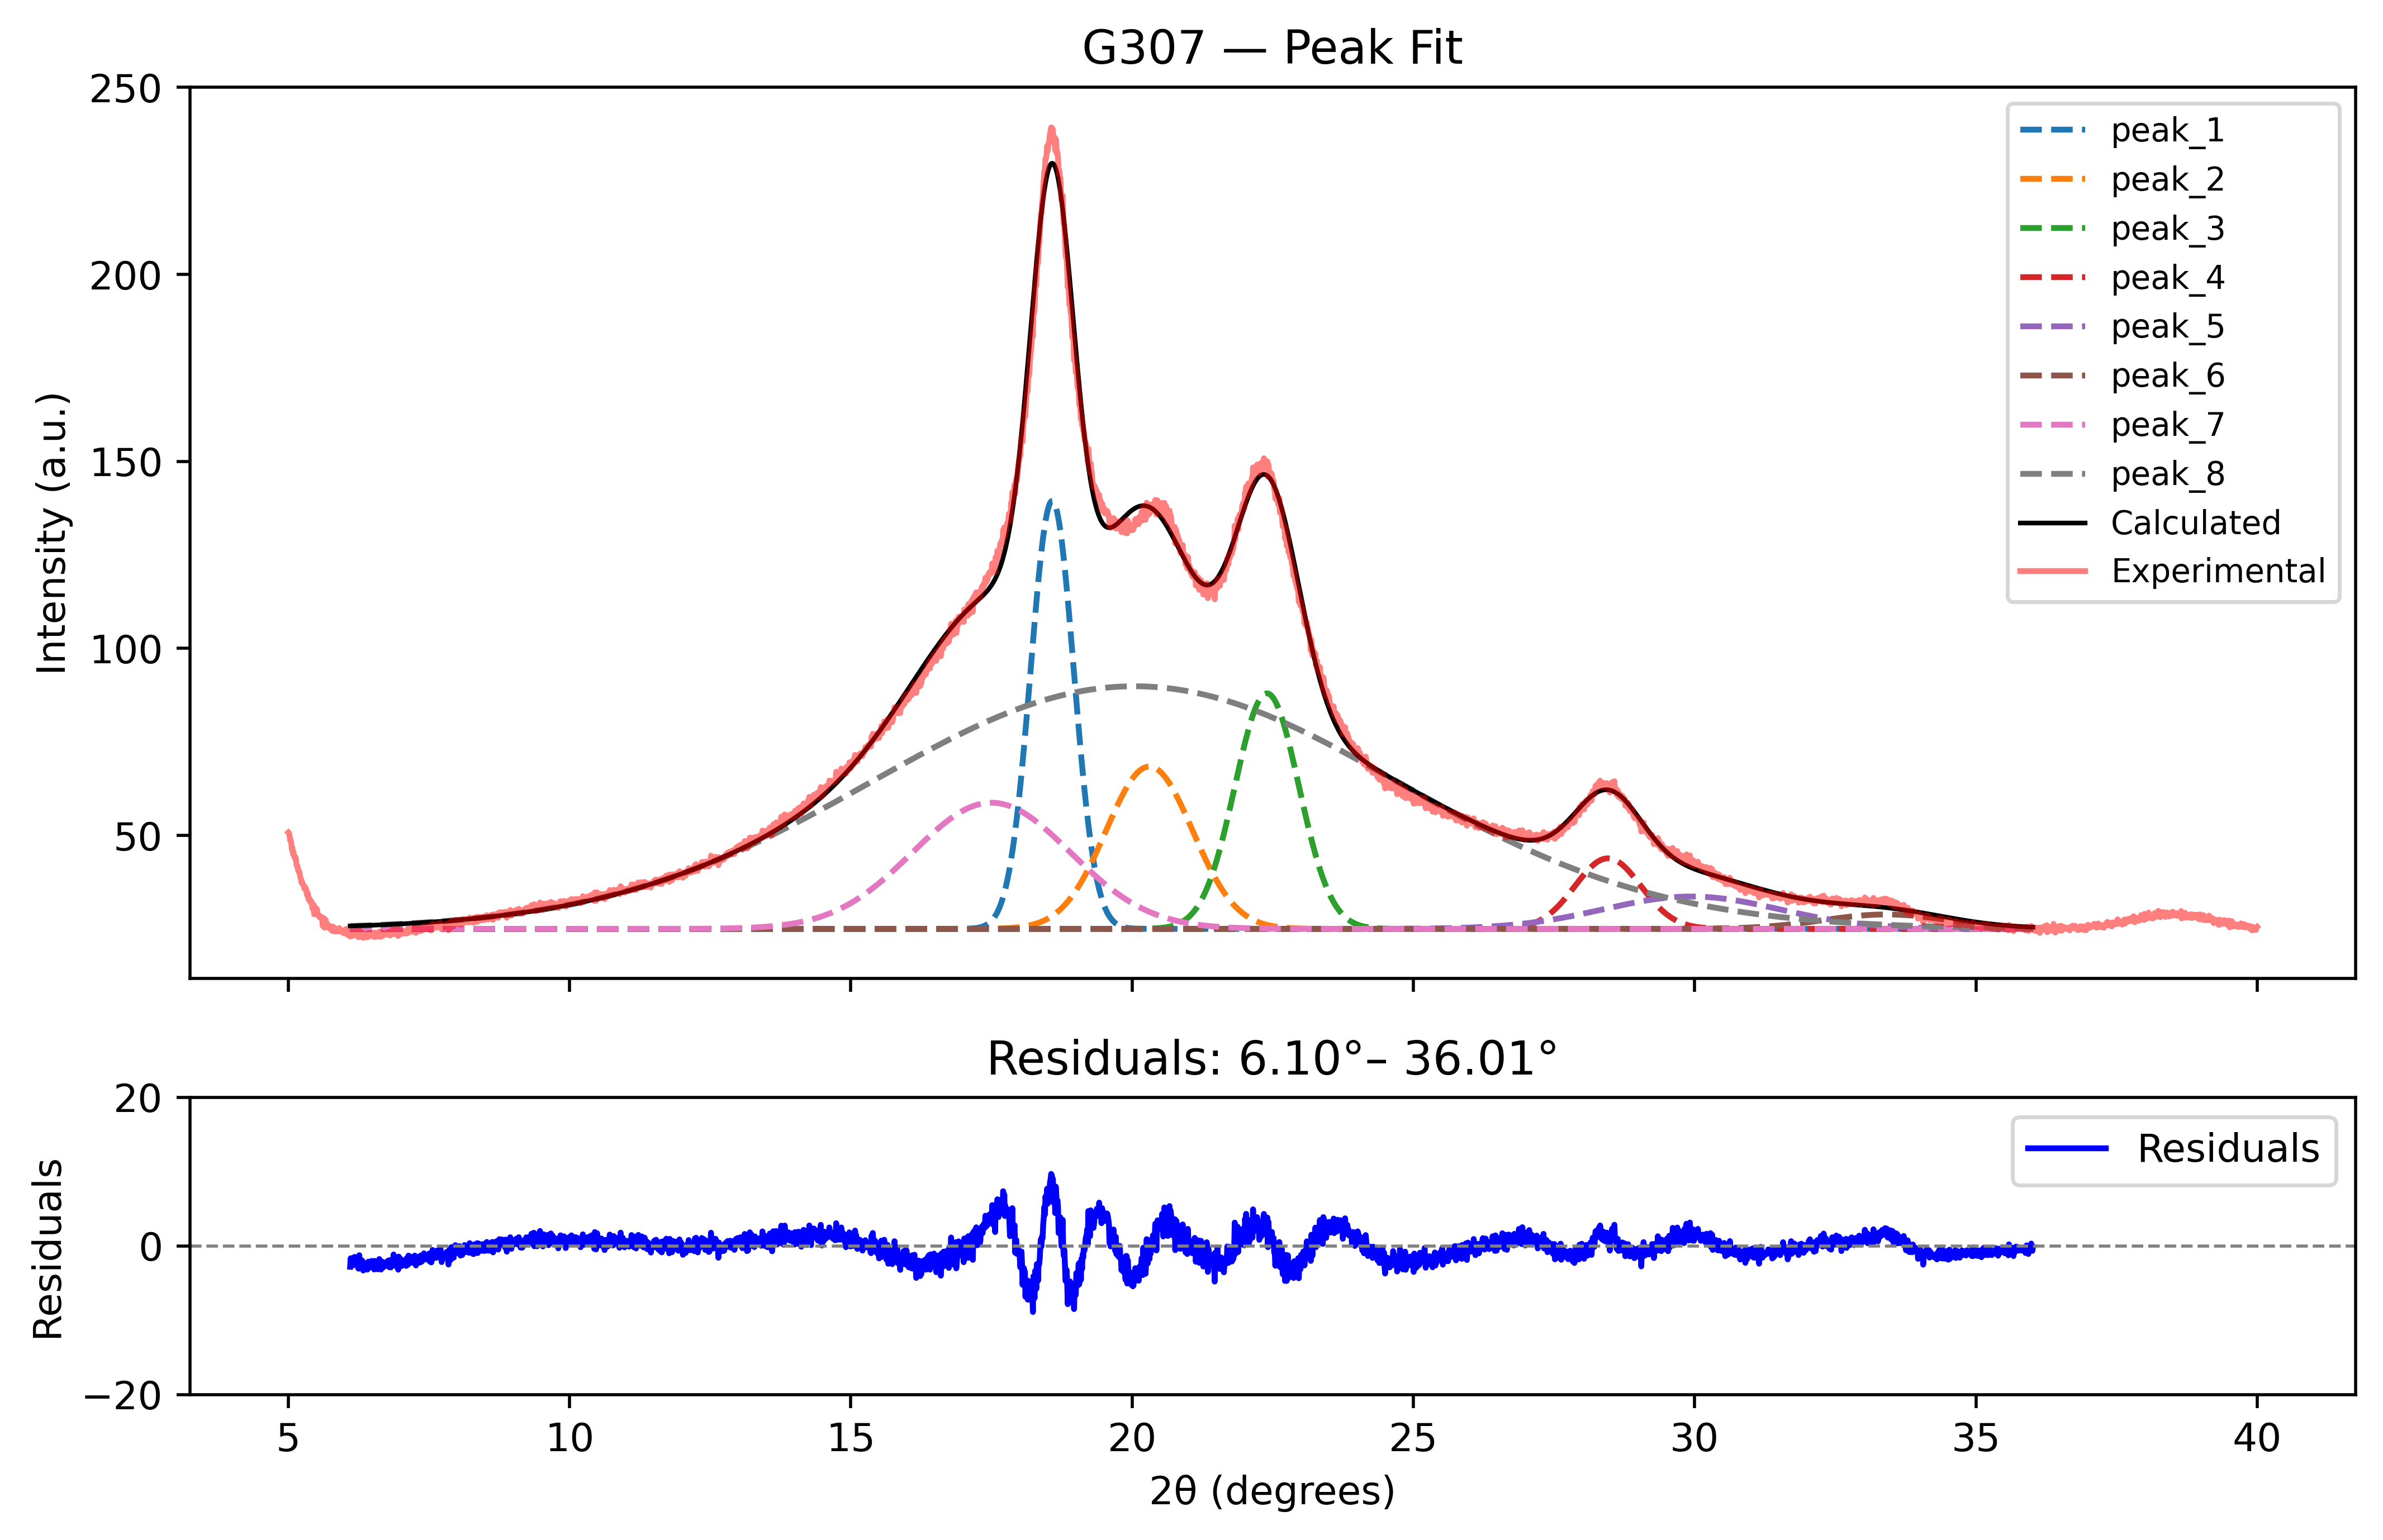 G307 — Peak Fit
250
200
150
100
50
Intensity (a.u.)
peak_1
peak_2
peak_3
peak_4
peak_5
peak_6
peak_7
peak_8
Calculated
Experimental
Residuals: 6.10°– 36.01°
20
0
−20
Residuals
Residuals
5 10 15 20 25 30 35 40
2θ (degrees)